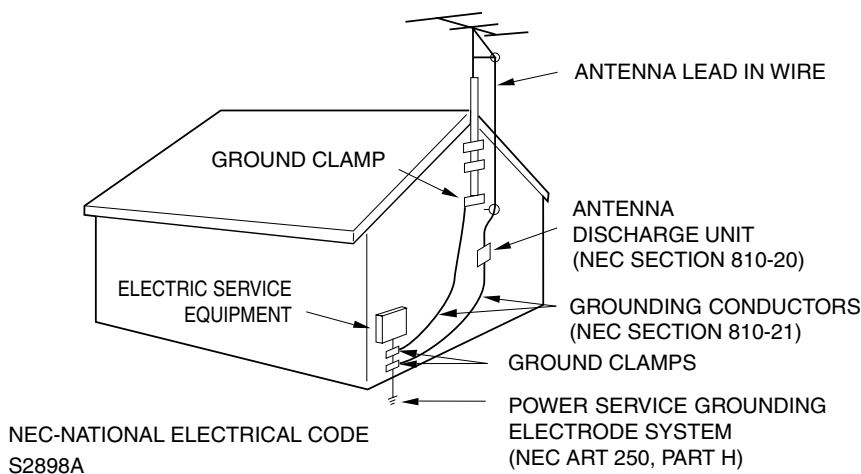 ANTENNA LEAD IN WIRE
GROUND CLAMP
ANTENNA
DISCHARGE UNIT
(NEC SECTION 810-20)
ELECTRIC SERVICE
EQUIPMENT
GROUNDING CONDUCTORS
(NEC SECTION 810-21)
GROUND CLAMPS
POWER SERVICE GROUNDING
ELECTRODE SYSTEM
(NEC ART 250, PART H)
NEC-NATIONAL ELECTRICAL CODE
S2898A